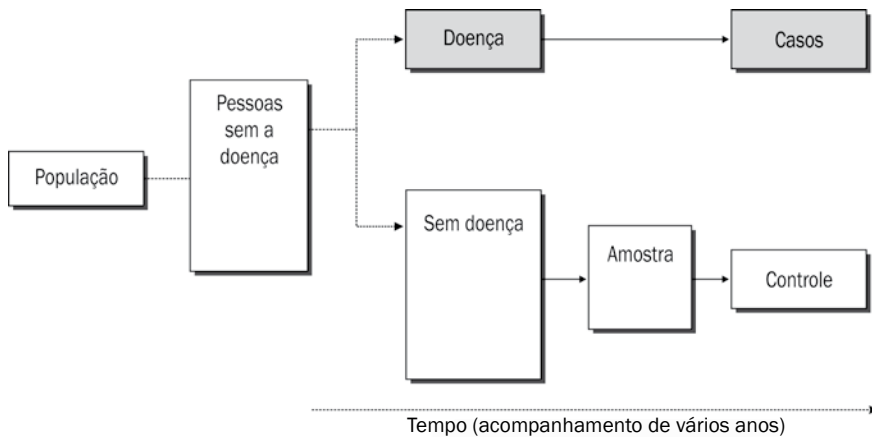 População
Pessoas
sem a
doença
Doença
Casos
Sem doença
Amostra
Controle
Tempo (acompanhamento de vários anos)